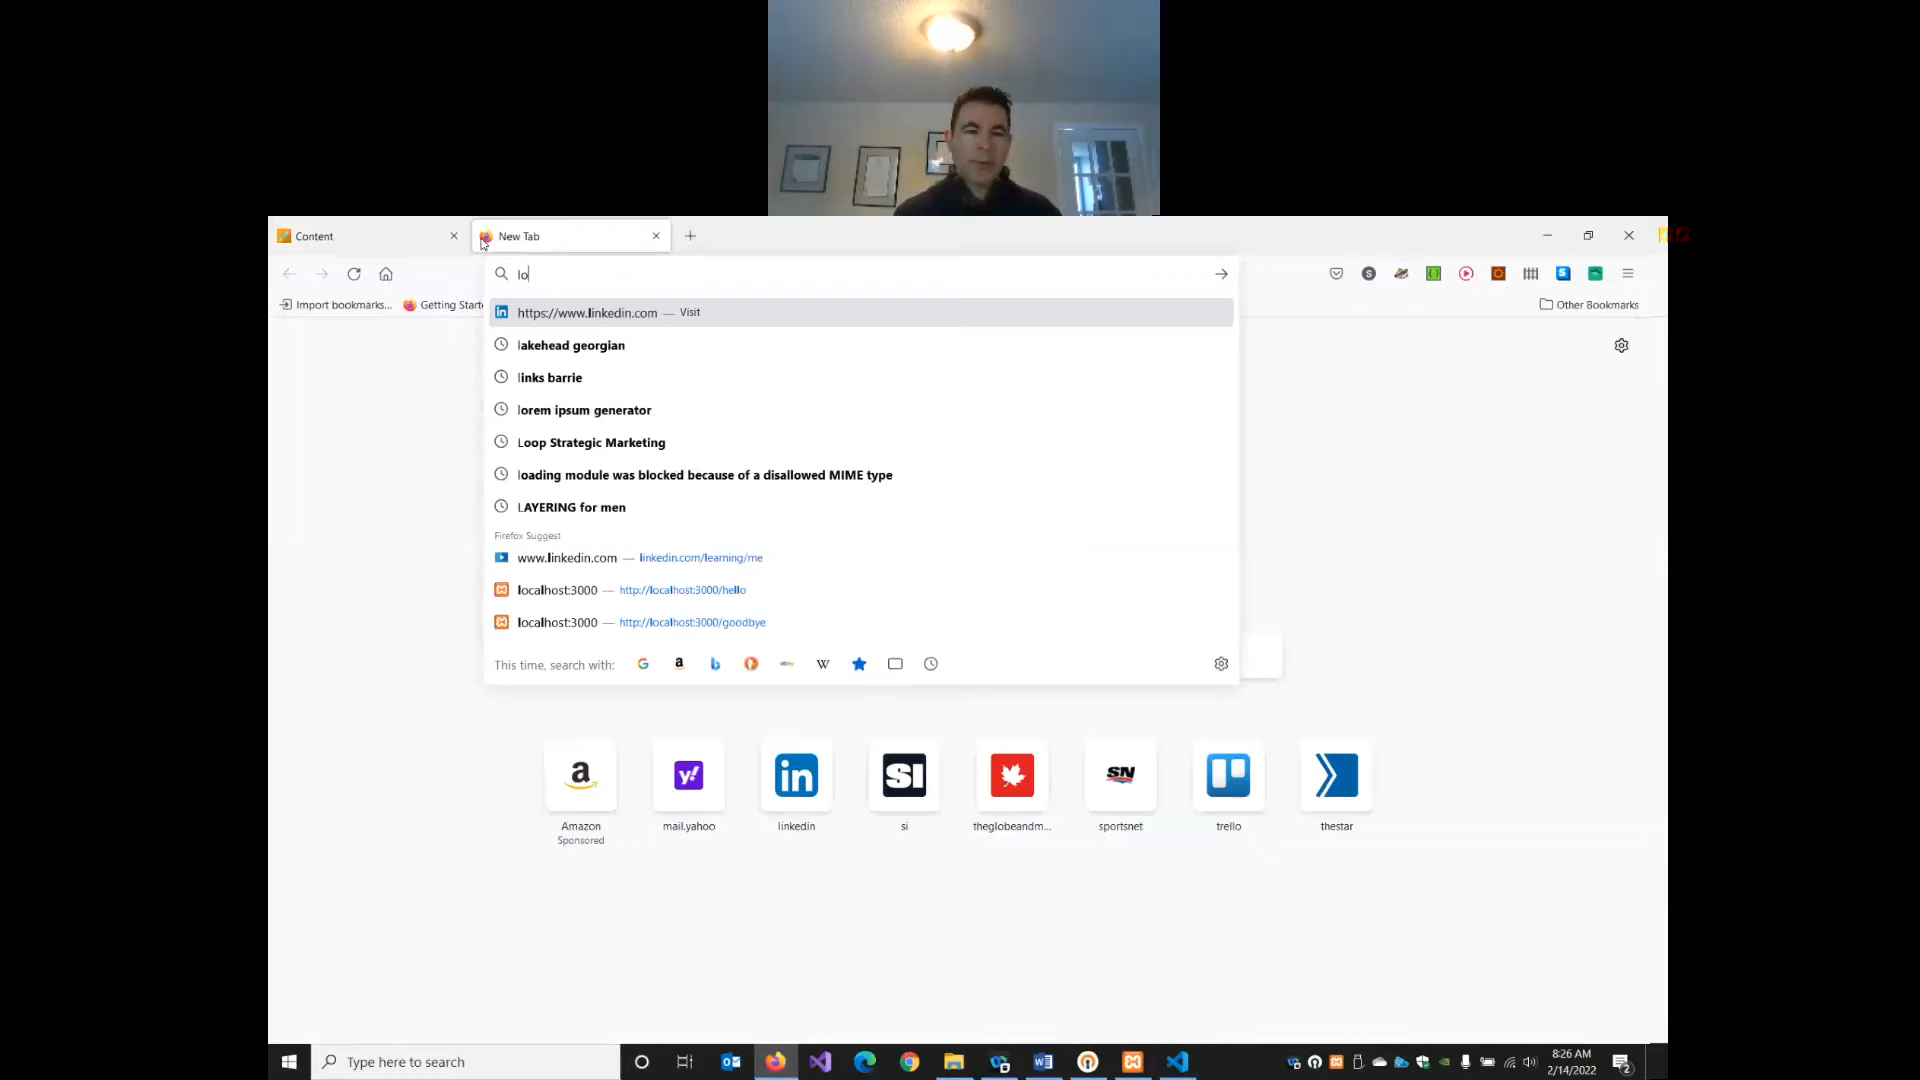 Content
New Tab
lo
Import bookmarks...
Getting Start
Other Bookmarks
https://www.linkedin.com — Visit
lakehead georgian
links barrie
lorem ipsum generator
Loop Strategic Marketing
loading module was blocked because of a disallowed MIME type
LAYERING for men
Firefox Suggest
www.linkedin.com — linkedin.com/learning/me
localhost:3000 — http://localhost:3000/hello
localhost:3000 — http://localhost:3000/goodbye
This time, search with:
Amazon
Sponsored
mail.yahoo
linkedin
si
theglobeandm...
sportsnet
trello
thestar
Type here to search
8:26 AM
2/14/2022